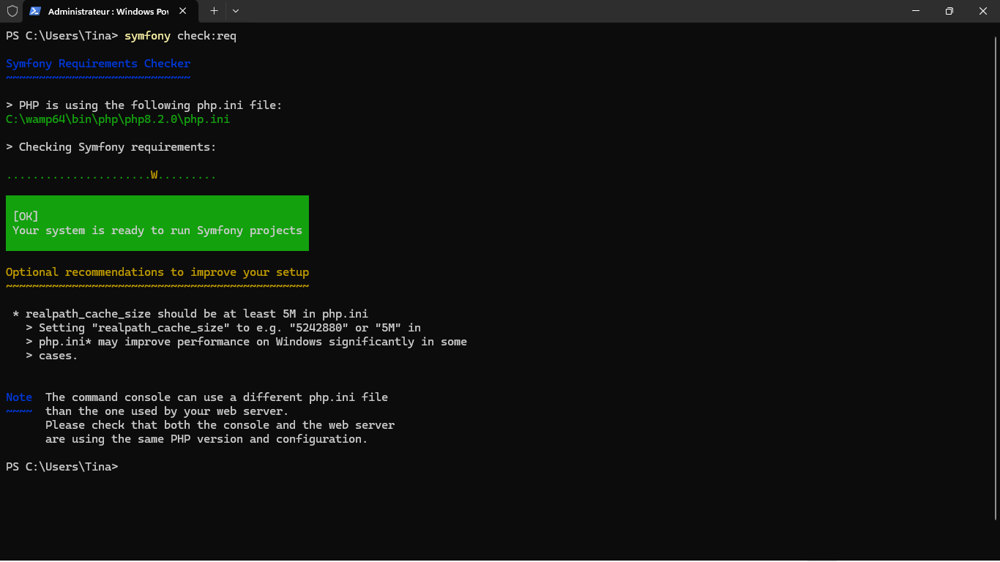 Administrateur : Windows Pov
PS C:\Users\Tina> symfony check:req
Symfony Requirements Checker
~~~~~~~~~~~~~~~~~~~~~~~~~~~~
> PHP is using the following php.ini file:
C:\wamp64\bin\php\php8.2.0\php.ini
> Checking Symfony requirements:
......................W.........
[OK]
Your system is ready to run Symfony projects
Optional recommendations to improve your setup
~~~~~~~~~~~~~~~~~~~~~~~~~~~~~~~~~~~~~~~~~~~~~~
* realpath_cache_size should be at least 5M in php.ini
> Setting "realpath_cache_size" to e.g. "5242880" or "5M" in
> php.ini* may improve performance on Windows significantly in some
> cases.
Note  The command console can use a different php.ini file
~~~~  than the one used by your web server.
Please check that both the console and the web server
are using the same PHP version and configuration.
PS C:\Users\Tina>